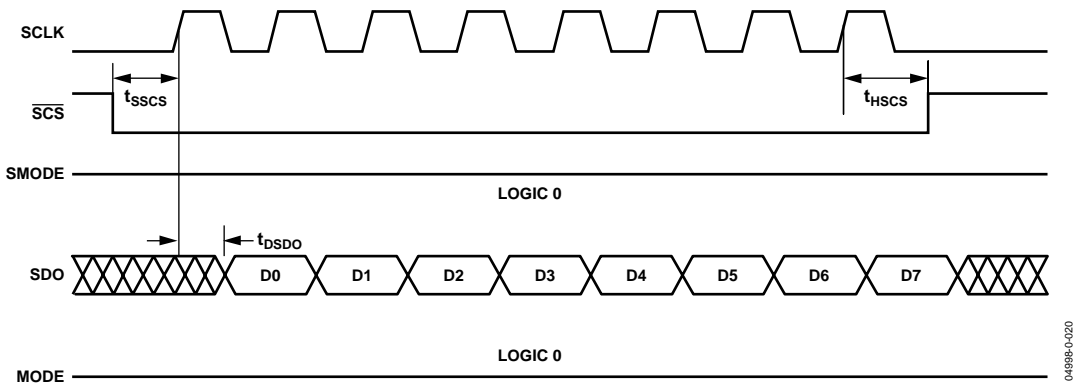 SCLK
tSSCS
tHSCS
SCS
SMODE
LOGIC 0
tDSDO
SDO
D0 D1 D2 D3 D4 D5 D6 D7
LOGIC 0
MODE
04998-0-020